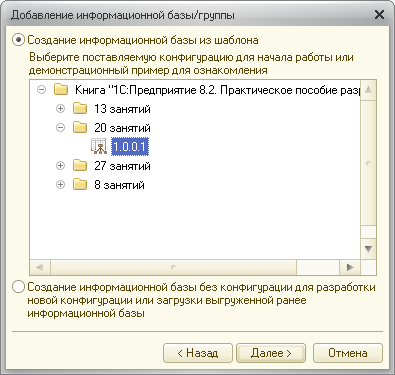 Добавление информационной базы/группы
Создание информационной базы из шаблона
Выберите поставляемую конфигурацию для начала работы или
демонстрационный пример для ознакомления
Книга "1С:Предприятие 8.2. Практическое пособие раз
13 занятий
20 занятий
1.0.0.1
27 занятий
8 занятий
Создание информационной базы без конфигурации для разработки
новой конфигурации или загрузки выгруженной ранее
информационной базы
< Назад
Далее >
Отмена